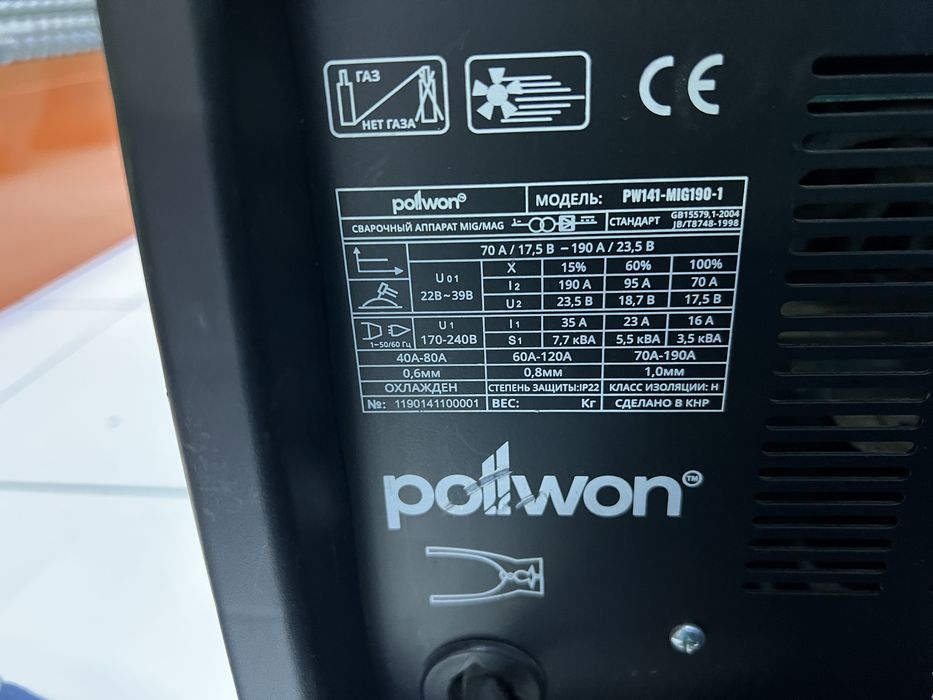 ГАЗ
НЕТ ГАЗА
CE
pollwon™ МОДЕЛЬ: PW141-MIG190-1
СВАРОЧНЫЙ АППАРАТ MIG/MAG СТАНДАРТ GB15579,1-2004
JB/T8748-1998
70 А / 17,5 В – 190 А / 23,5 В
U01 X 15% 60% 100%
22В~39В I2 190 А 95 А 70 А
U2 23,5 В 18,7 В 17,5 В
U1 I1 35 А 23 А 16 А
1~50/60 Гц 170-240В S1 7,7 кВА 5,5 кВА 3,5 кВА
40А-80А 60А-120А 70А-190А
0,6мм 0,8мм 1,0мм
ОХЛАЖДЕН СТЕПЕНЬ ЗАЩИТЫ:IP22 КЛАСС ИЗОЛЯЦИИ: Н
№: 1190141100001 ВЕС: Кг СДЕЛАНО В КНР
pollwon™